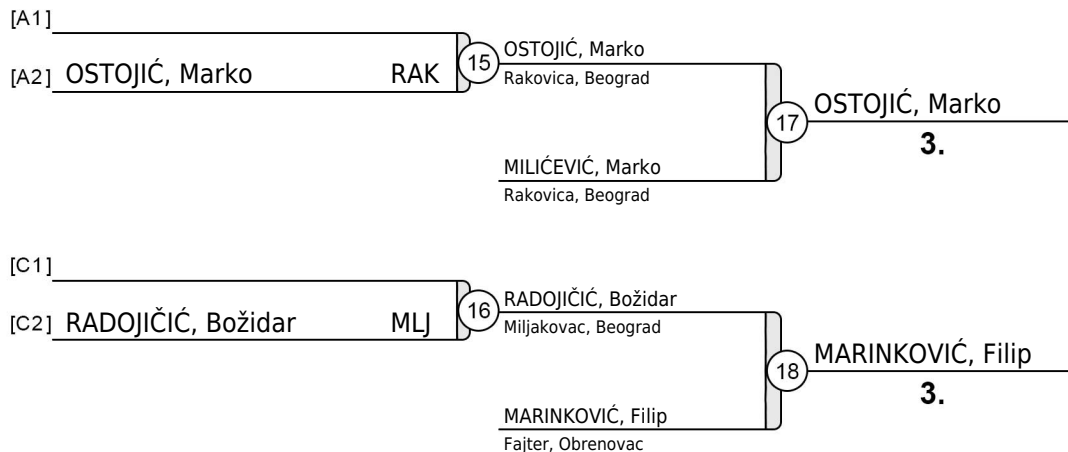 [A1]
[A2] OSTOJIĆ, Marko RAK
15
OSTOJIĆ, Marko
Rakovica, Beograd
17
OSTOJIĆ, Marko
3.
MILIĆEVIĆ, Marko
Rakovica, Beograd
[C1]
[C2] RADOJIČIĆ, Božidar MLJ
16
RADOJIČIĆ, Božidar
Miljakovac, Beograd
18
MARINKOVIĆ, Filip
3.
MARINKOVIĆ, Filip
Fajter, Obrenovac